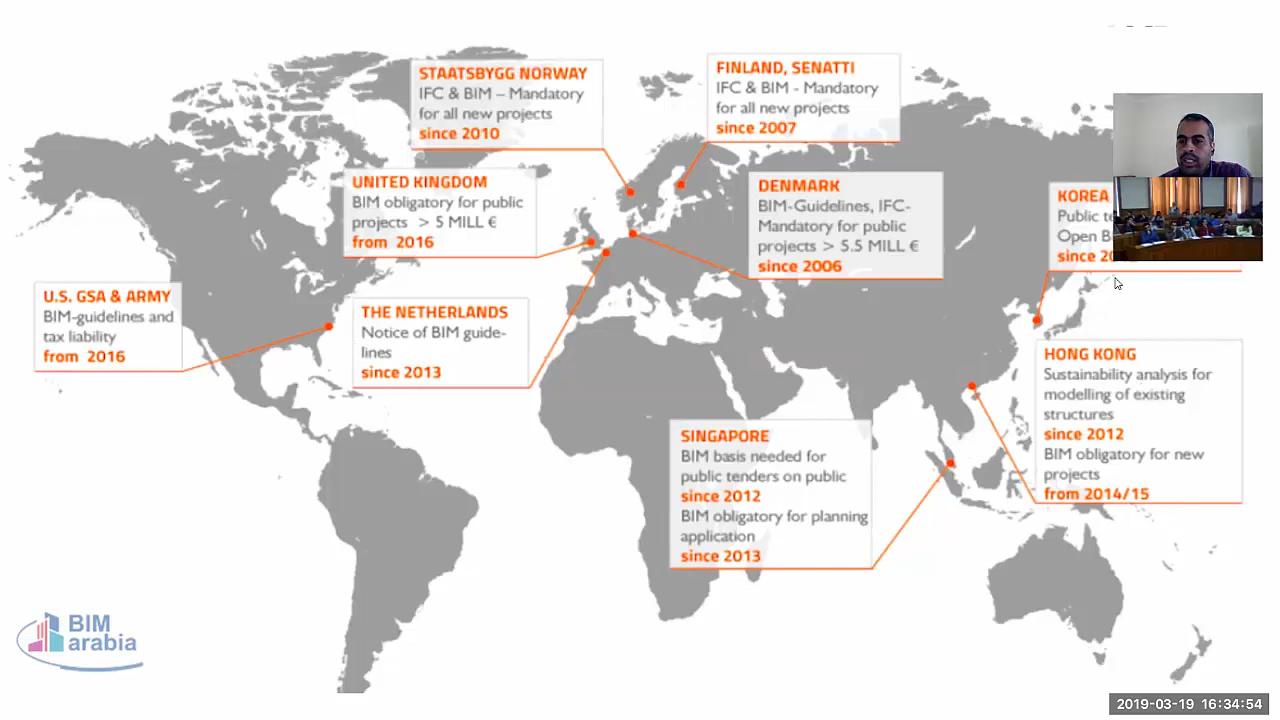 STAATSBYGG NORWAY
IFC & BIM – Mandatory
for all new projects
since 2010
FINLAND, SENATTI
IFC & BIM - Mandatory
for all new projects
since 2007
UNITED KINGDOM
BIM obligatory for public
projects > 5 MILL €
from 2016
DENMARK
BIM-Guidelines, IFC-
Mandatory for public
projects > 5.5 MILL €
since 2006
KOREA
Public
Open
since
U.S. GSA & ARMY
BIM-guidelines and
tax liability
from 2016
THE NETHERLANDS
Notice of BIM guide-
lines
since 2013
HONG KONG
Sustainability analysis for
modelling of existing
structures
since 2012
BIM obligatory for new
projects
from 2014/15
SINGAPORE
BIM basis needed for
public tenders on public
since 2012
BIM obligatory for planning
application
since 2013
BIM
arabia
2019-03-19 16:34:54